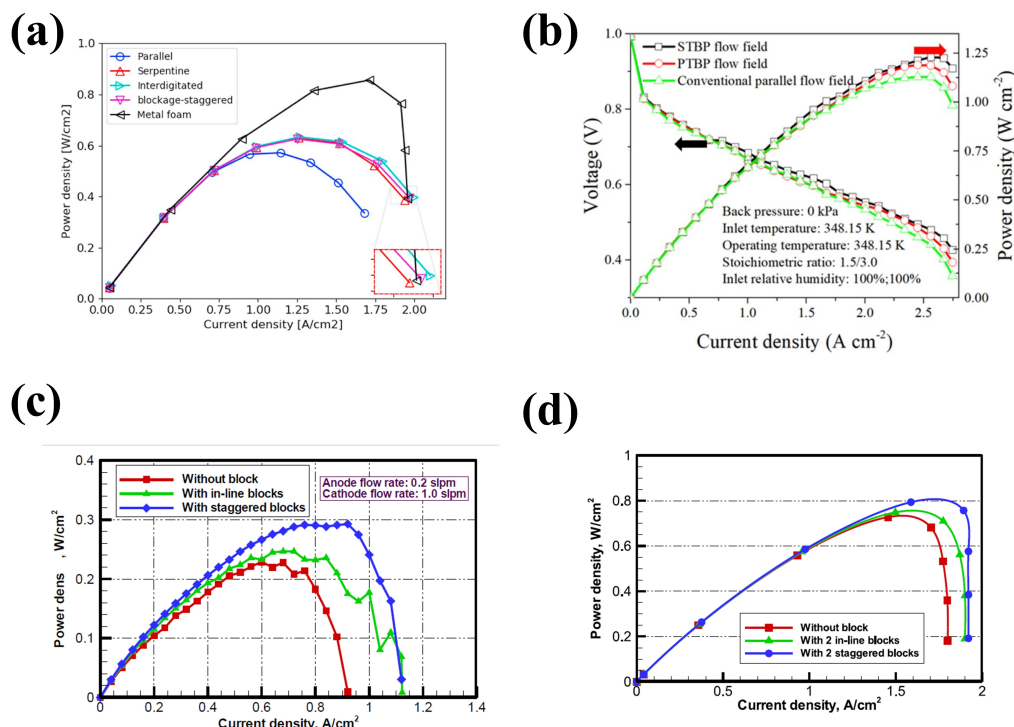 (a)
1.0
0.8
0.6
0.4
0.2
0.0
Power density [W/cm2]
Parallel
Serpentine
Interdigitated
blockage-staggered
Metal foam
0.00
0.25
0.50
0.75
1.00
1.25
1.50
1.75
2.00
Current density [A/cm2]
(b)
1.0
0.8
0.6
0.4
Voltage (V)
STBP flow field
PTBP flow field
Conventional parallel flow field
1.25
1.00
0.75
0.50
0.25
0.00
Power density (W cm-2)
Back pressure: 0 kPa
Inlet temperature: 348.15 K
Operating temperature: 348.15 K
Stoichiometric ratio: 1.5/3.0
Inlet relative humidity: 100%;100%
0.0
0.5
1.0
1.5
2.0
2.5
Current density (A cm-2)
(c)
0.4
0.3
0.2
0.1
0
Power dens , W/cm2
Without block
With in-line blocks
With staggered blocks
Anode flow rate: 0.2 slpm
Cathode flow rate: 1.0 slpm
0
0.2
0.4
0.6
0.8
1
1.2
1.4
Current density, A/cm2
(d)
1
0.8
0.6
0.4
0.2
0
Power density, W/cm2
Without block
With 2 in-line blocks
With 2 staggered blocks
0
0.5
1
1.5
2
Current density, A/cm2